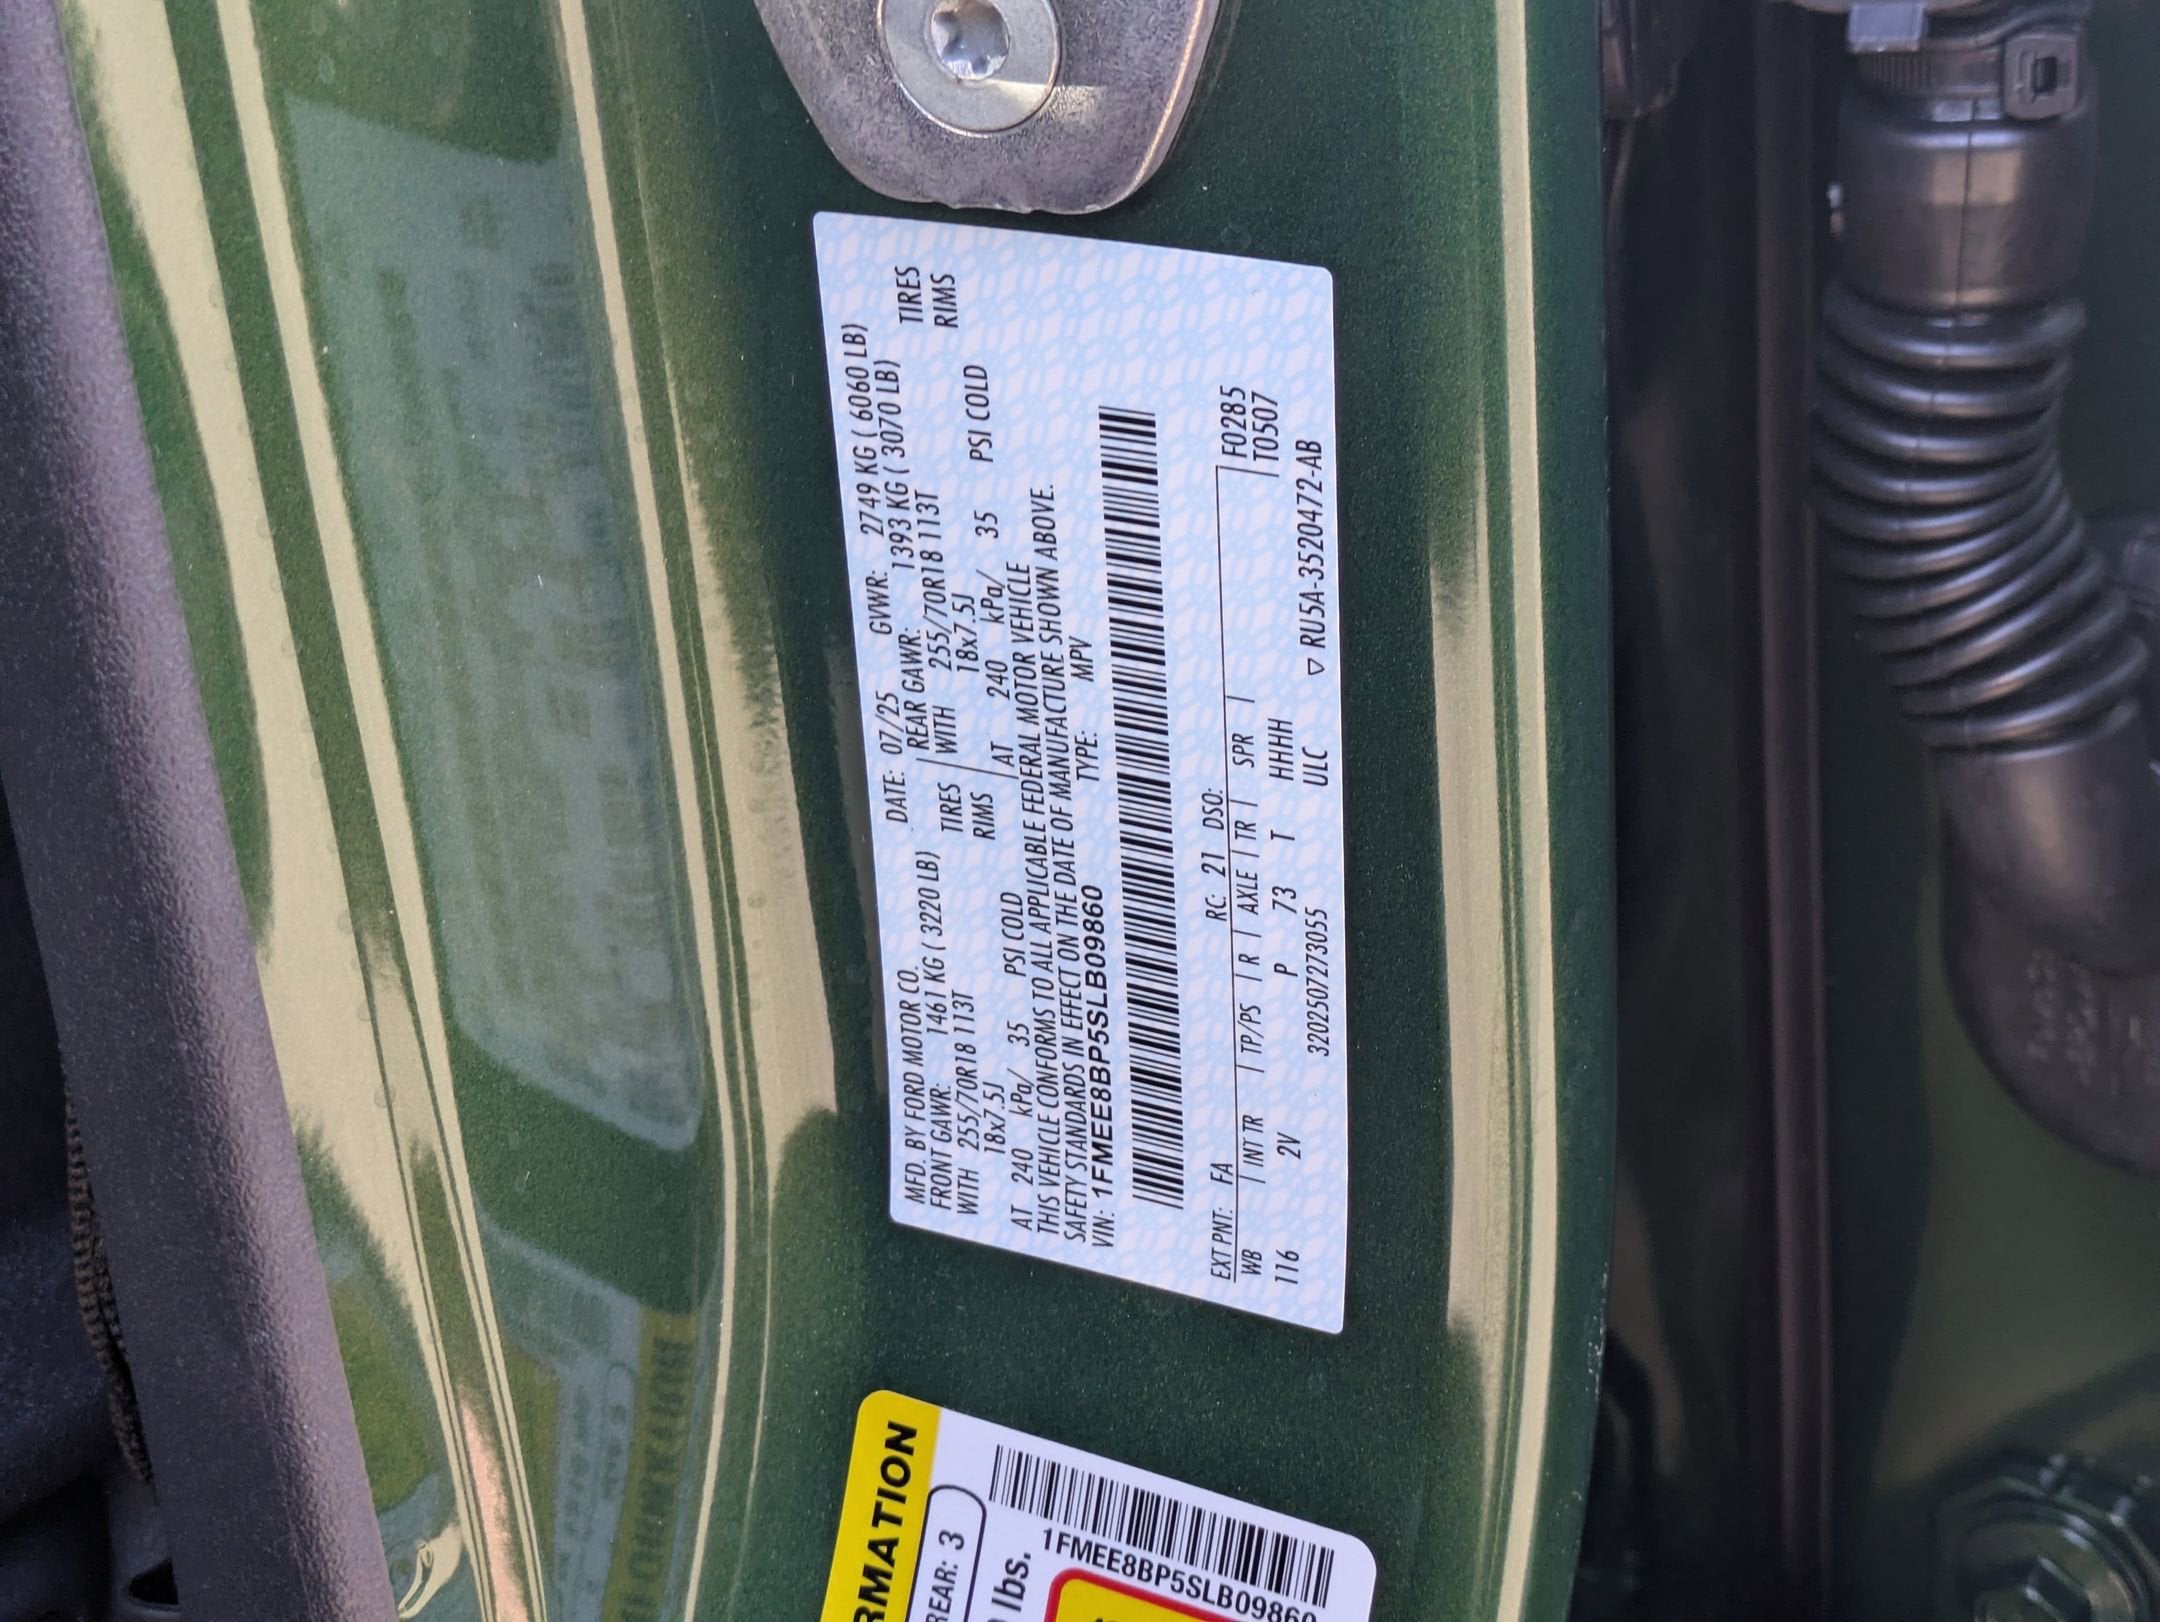 MFD. BY FORD MOTOR CO. DATE: 07/25 GVWR: 2749 KG ( 6060 LB)
FRONT GAWR: 1461 KG ( 3220 LB) REAR GAWR: 1393 KG ( 3070 LB)
WITH 255/70R18 113T TIRES WITH 255/70R18 113T TIRES
18x7.5J RIMS 18x7.5J RIMS
AT 240 kPa/ 35 PSI COLD AT 240 kPa/ 35 PSI COLD
THIS VEHICLE CONFORMS TO ALL APPLICABLE FEDERAL MOTOR VEHICLE
SAFETY STANDARDS IN EFFECT ON THE DATE OF MANUFACTURE SHOWN ABOVE.
VIN: 1FMEE8BP5SLB09860 TYPE: MPV
EXT PNT: FA RC: 21 DSO: F0285
WB | INT TR | TP/PS | R | AXLE | TR | SPR | | T0507
116 2V P 73 T HHHH
3202507273055 ULC ▽ RU5A-3520472-AB
RMATION
REAR: 3
lbs.
1FMEE8BP5SLB09860